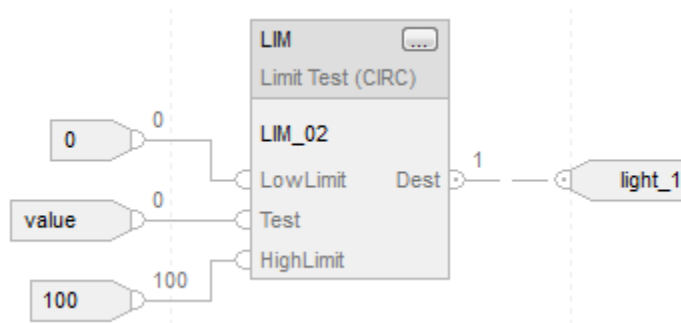 LIM ...
Limit Test (CIRC)
LIM_02
0 0
LowLimit Dest 1 light_1
value 0 Test
100 100 HighLimit